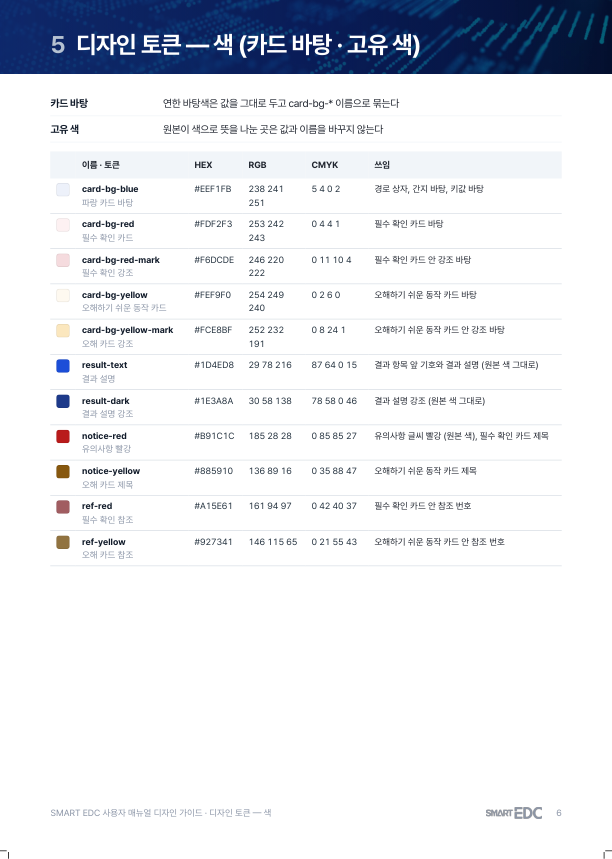 5 디자인 토큰 — 색 (카드 바탕 · 고유 색)
카드 바탕 연한 바탕색은 값을 그대로 두고 card-bg-* 이름으로 묶는다
고유 색 원본이 색으로 뜻을 나눈 곳은 값과 이름을 바꾸지 않는다
이름 · 토큰 HEX RGB CMYK 쓰임
card-bg-blue #EEF1FB 238 241 5 4 0 2 경로 상자, 간지 바탕, 키값 바탕
파랑 카드 바탕 251
card-bg-red #FDF2F3 253 242 0 4 4 1 필수 확인 카드 바탕
필수 확인 카드 243
card-bg-red-mark #F6DCDE 246 220 0 11 10 4 필수 확인 카드 안 강조 바탕
필수 확인 강조 222
card-bg-yellow #FEF9F0 254 249 0 2 6 0 오해하기 쉬운 동작 카드 바탕
오해하기 쉬운 동작 카드 240
card-bg-yellow-mark #FCE8BF 252 232 0 8 24 1 오해하기 쉬운 동작 카드 안 강조 바탕
오해 카드 강조 191
result-text #1D4ED8 29 78 216 87 64 0 15 결과 항목 앞 기호와 결과 설명 (원본 색 그대로)
결과 설명
result-dark #1E3A8A 30 58 138 78 58 0 46 결과 설명 강조 (원본 색 그대로)
결과 설명 강조
notice-red #B91C1C 185 28 28 0 85 85 27 유의사항 글씨 빨강 (원본 색), 필수 확인 카드 제목
유의사항 빨강
notice-yellow #885910 136 89 16 0 35 88 47 오해하기 쉬운 동작 카드 제목
오해 카드 제목
ref-red #A15E61 161 94 97 0 42 40 37 필수 확인 카드 안 참조 번호
필수 확인 참조
ref-yellow #927341 146 115 65 0 21 55 43 오해하기 쉬운 동작 카드 안 참조 번호
오해 카드 참조
SMART EDC 사용자 매뉴얼 디자인 가이드 · 디자인 토큰 — 색 SMART EDC 6